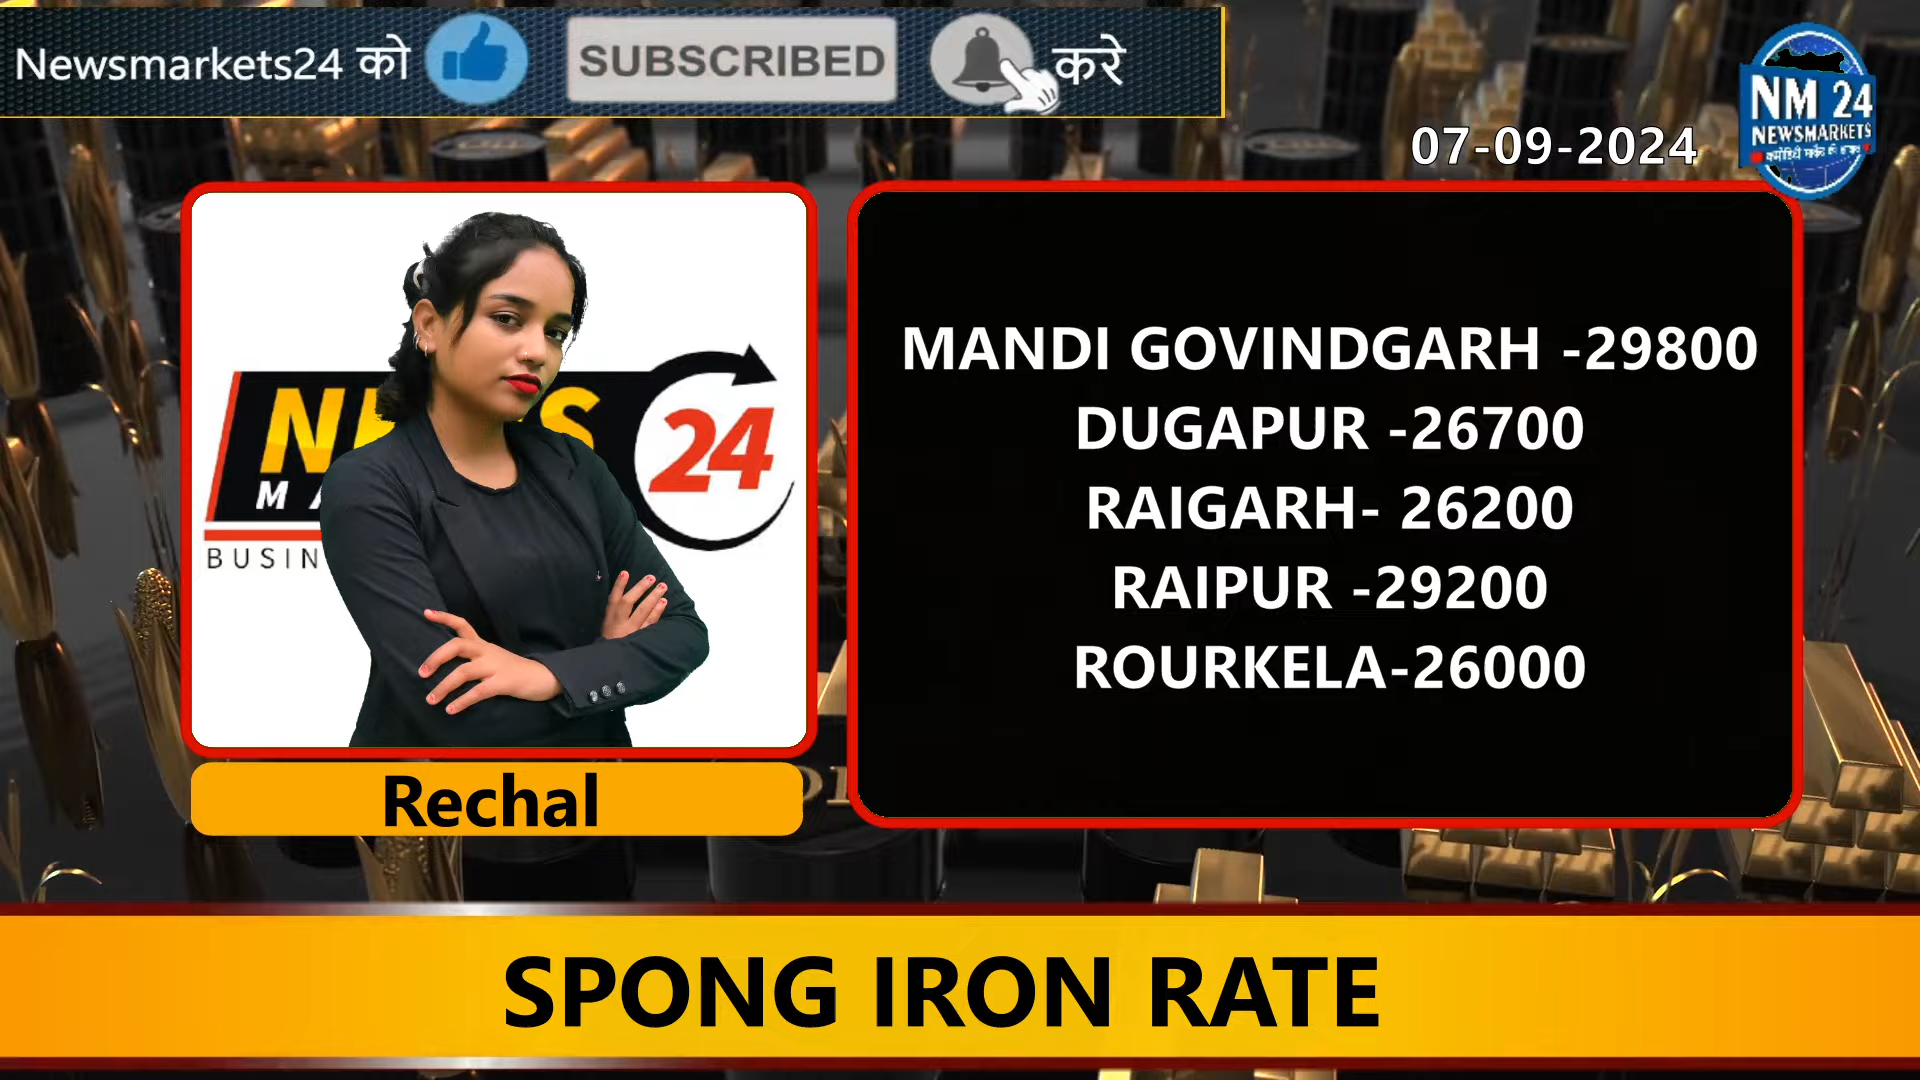 Newsmarkets24 को SUBSCRIBED करे
NM 24
NEWSMARKETS
07-09-2024
24
BUSIN
Rechal
MANDI GOVINDGARH -29800
DUGAPUR -26700
RAIGARH- 26200
RAIPUR -29200
ROURKELA-26000
SPONG IRON RATE